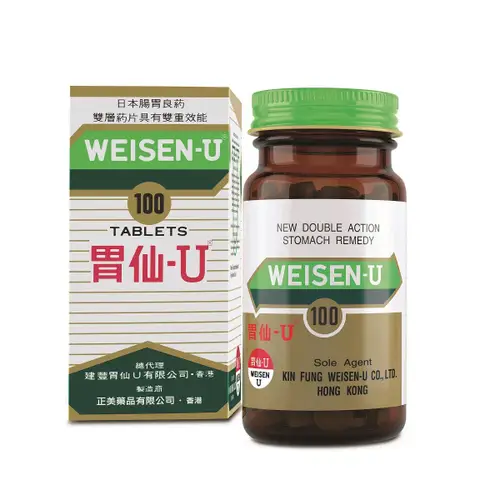 日本腸胃良药
雙層药片具有雙重效能
WEISEN-U
100
TABLETS
胃仙-U
總代理
建豐胃仙U有限公司·香港
製造商
正美藥品有限公司·香港
NEW DOUBLE ACTION
STOMACH REMEDY
WEISEN-U
100
胃仙-U
胃仙-U
WEISEN
U
Sole Agent
KIN FUNG WEISEN-U CO., LTD.
HONG KONG